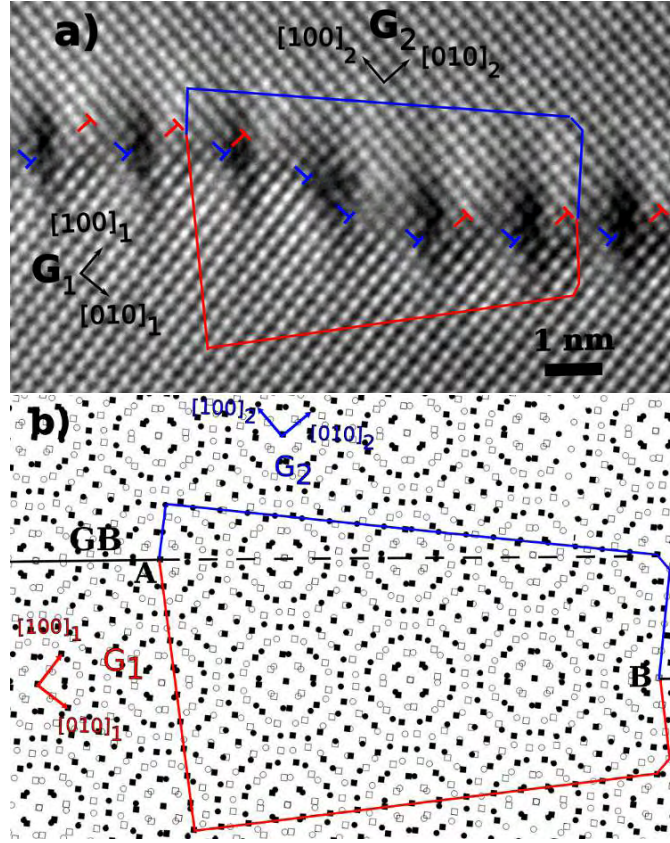 a)
G₂
[100]₂
[010]₂
[100]₁
G₁
[010]₁
1 nm
b)
[100]₂
[010]₂
G₂
GB
A
[100]₁
G1
B
[010]₁